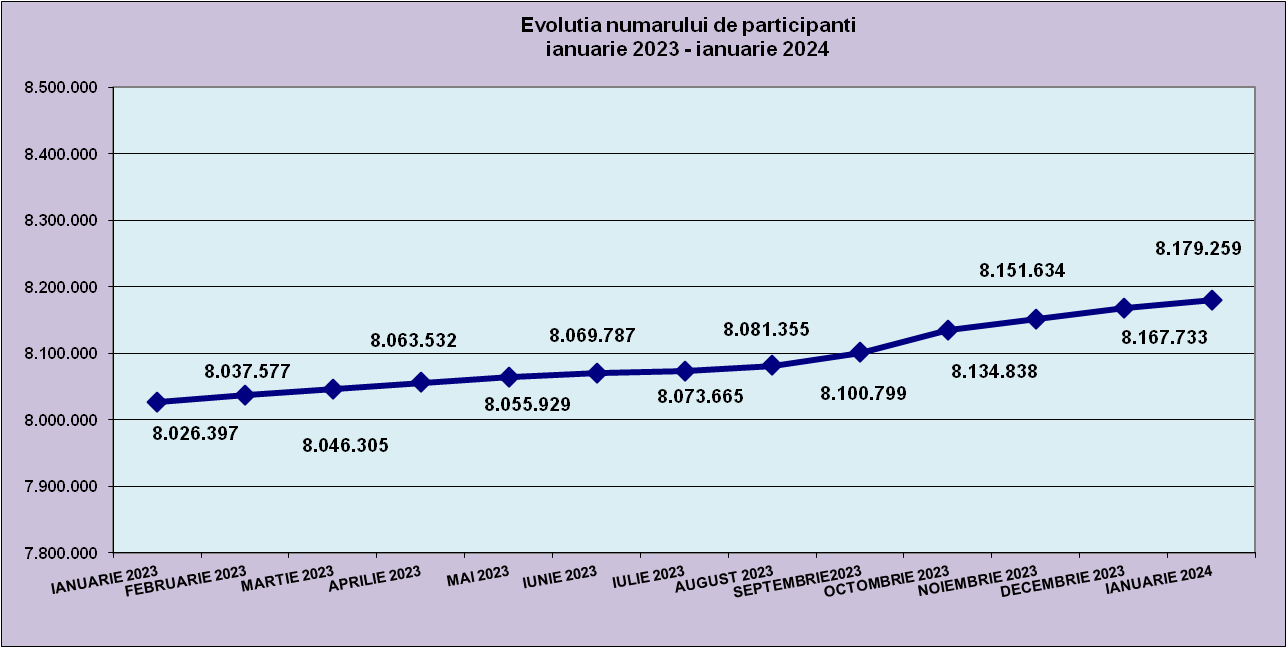 Evolutia numarului de participanti
ianuarie 2023 - ianuarie 2024
8.500.000
8.400.000
8.300.000
8.200.000
8.100.000
8.000.000
7.900.000
7.800.000
8.026.397
8.037.577
8.046.305
8.063.532
8.055.929
8.069.787
8.073.665
8.081.355
8.100.799
8.134.838
8.151.634
8.167.733
8.179.259
IANUARIE 2023
FEBRUARIE 2023
MARTIE 2023
APRILIE 2023
MAI 2023
IUNIE 2023
IULIE 2023
AUGUST 2023
SEPTEMBRIE2023
OCTOMBRIE 2023
NOIEMBRIE 2023
DECEMBRIE 2023
IANUARIE 2024